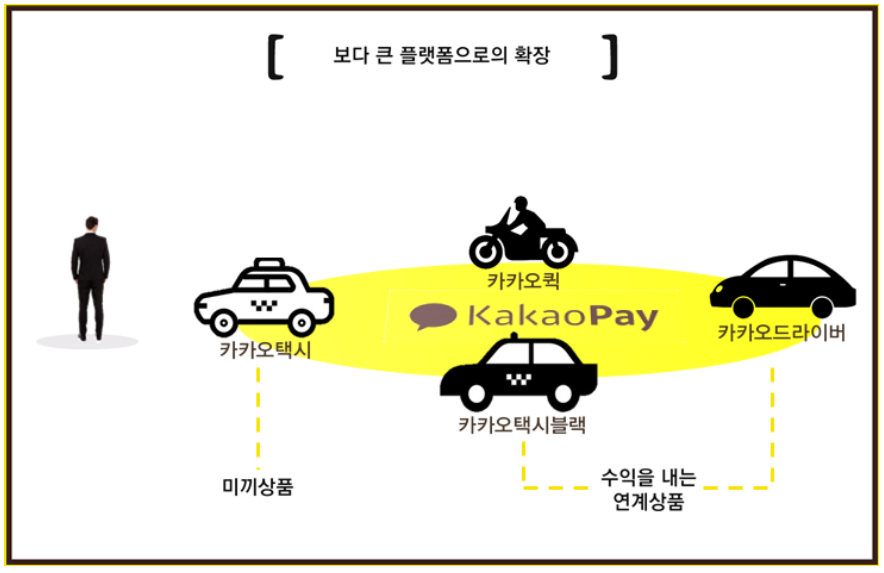 [ 보다 큰 플랫폼으로의 확장 ]
카카오퀵
KakaoPay
카카오택시
카카오드라이버
카카오택시블랙
미끼상품
수익을 내는
연계상품